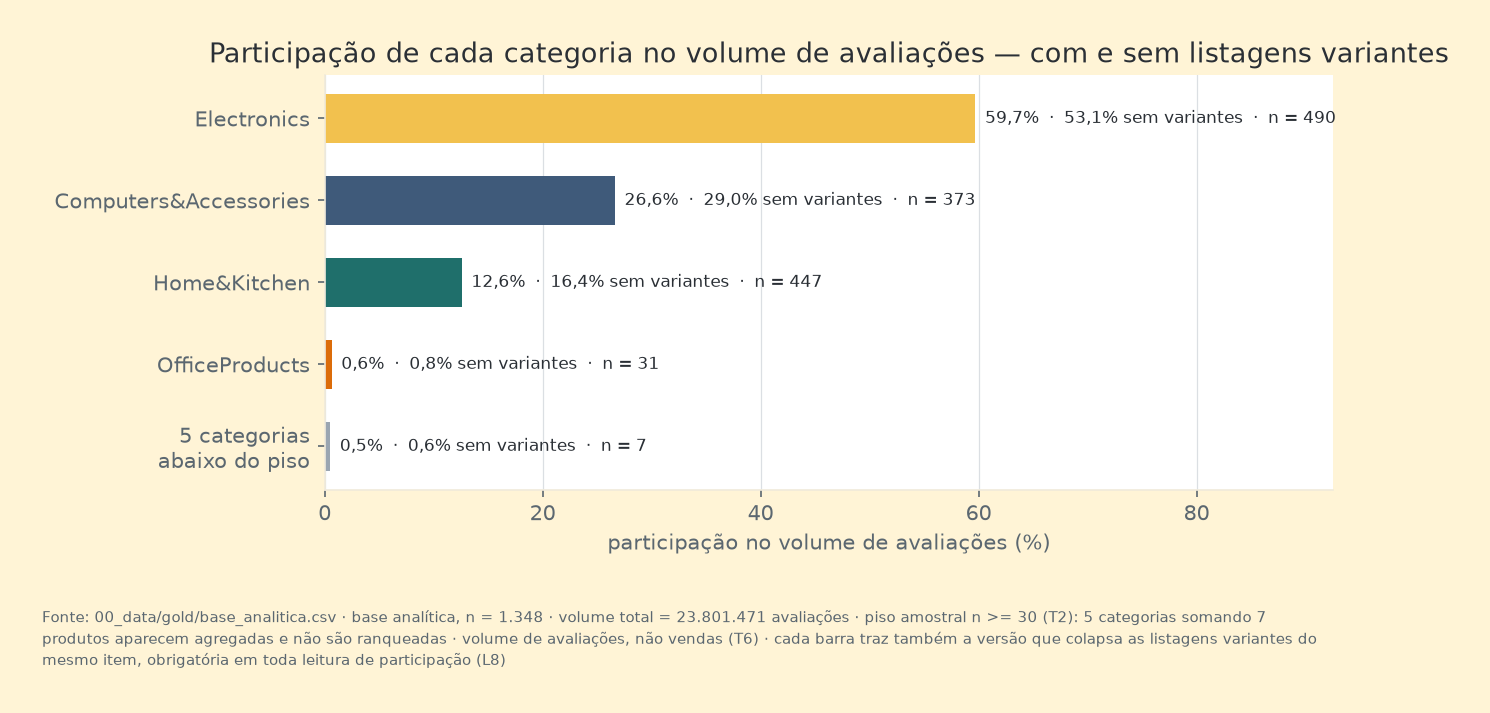 Participação de cada categoria no volume de avaliações — com e sem listagens variantes
Electronics
59,7%  ·  53,1% sem variantes  ·  n = 490
Computers&Accessories
26,6%  ·  29,0% sem variantes  ·  n = 373
Home&Kitchen
12,6%  ·  16,4% sem variantes  ·  n = 447
OfficeProducts
0,6%  ·  0,8% sem variantes  ·  n = 31
5 categorias
abaixo do piso
0,5%  ·  0,6% sem variantes  ·  n = 7
0 20 40 60 80
participação no volume de avaliações (%)
Fonte: 00_data/gold/base_analitica.csv · base analítica, n = 1.348 · volume total = 23.801.471 avaliações · piso amostral n >= 30 (T2): 5 categorias somando 7
produtos aparecem agregadas e não são ranqueadas · volume de avaliações, não vendas (T6) · cada barra traz também a versão que colapsa as listagens variantes do
mesmo item, obrigatória em toda leitura de participação (L8)